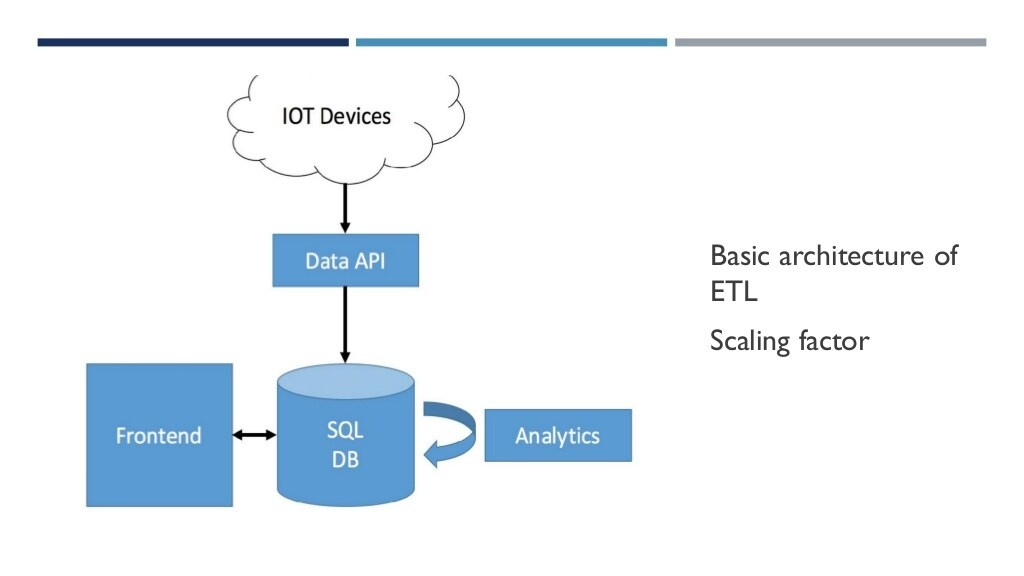 IOT Devices
Data API
Frontend
SQL
DB
Analytics
Basic architecture of
ETL
Scaling factor